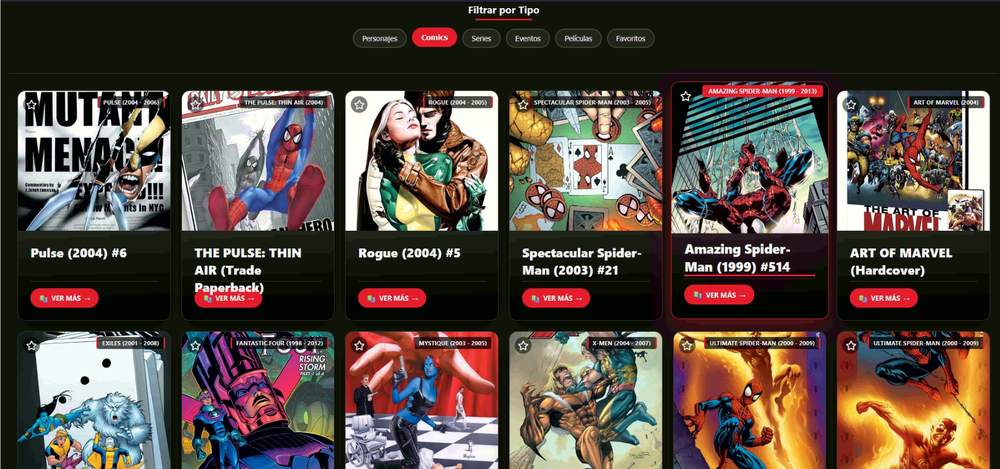 Filtrar por Tipo
Personajes
Comics
Series
Eventos
Películas
Favoritos
PULSE (2004 - 2006)
MUTANT
MENACE!
Commentary by
J. Jonah Jameson
Pulse (2004) #6
VER MÁS →
THE PULSE: THIN AIR (2004)
THE PULSE: THIN
AIR (Trade
Paperback)
VER MÁS →
ROGUE (2004 - 2005)
Rogue (2004) #5
VER MÁS →
SPECTACULAR SPIDER-MAN (2003 - 2005)
K
A
Spectacular Spider-
Man (2003) #21
VER MÁS →
AMAZING SPIDER-MAN (1999 - 2013)
Amazing Spider-
Man (1999) #514
VER MÁS →
ART OF MARVEL (2004)
THE ART OF
MARVEL
ART OF MARVEL
(Hardcover)
VER MÁS →
EXILES (2001 - 2008)
FANTASTIC FOUR (1998 - 2012)
RISING
STORM
PART 1 of 4
MYSTIQUE (2003 - 2005)
X-MEN (2004 - 2007)
ULTIMATE SPIDER-MAN (2000 - 2009)
ULTIMATE SPIDER-MAN (2000 - 2009)